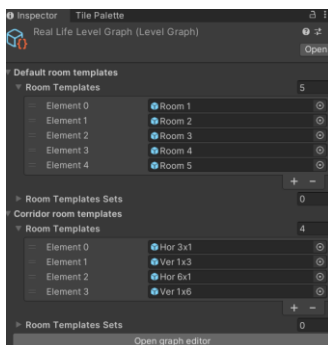 Inspector Tile Palette
Real Life Level Graph (Level Graph)
Open
Default room templates
Room Templates 5
Element 0 Room 1
Element 1 Room 2
Element 2 Room 3
Element 3 Room 4
Element 4 Room 5
+ -
Room Templates Sets 0
Corridor room templates
Room Templates 4
Element 0 Hor 3x1
Element 1 Ver 1x3
Element 2 Hor 6x1
Element 3 Ver 1x6
+ -
Room Templates Sets 0
Open graph editor